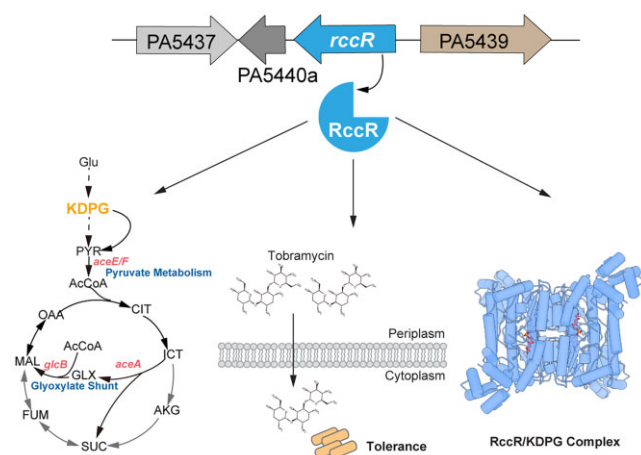 PA5437
PA5440a
rccR
PA5439
RccR
Glu
KDPG
PYR
aceE/F
AcCoA
Pyruvate Metabolism
OAA
CIT
AcCoA
MAL
glcB
aceA
ICT
GLX
Glyoxylate Shunt
FUM
AKG
SUC
Tobramycin
Periplasm
Cytoplasm
Tolerance
RccR/KDPG Complex